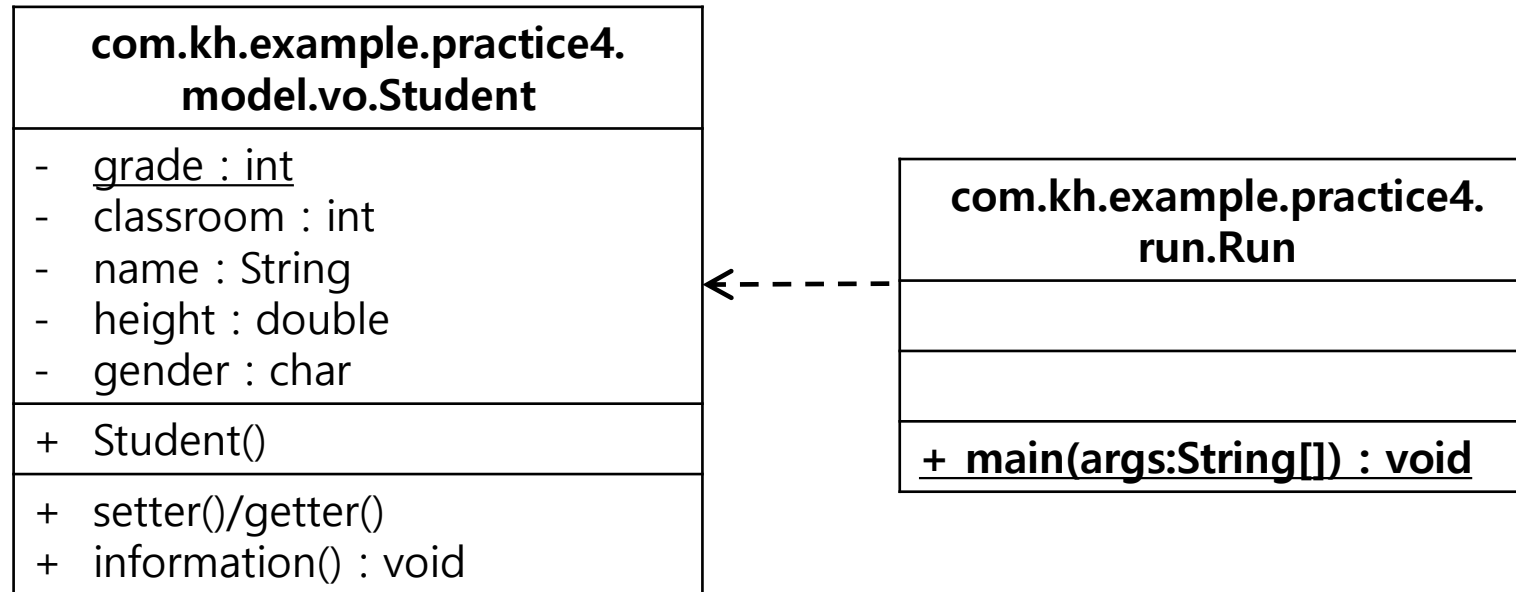 com.kh.example.practice4.
model.vo.Student
- grade : int
- classroom : int
- name : String
- height : double
- gender : char
+ Student()
+ setter()/getter()
+ information() : void
com.kh.example.practice4.
run.Run
+ main(args:String[]) : void